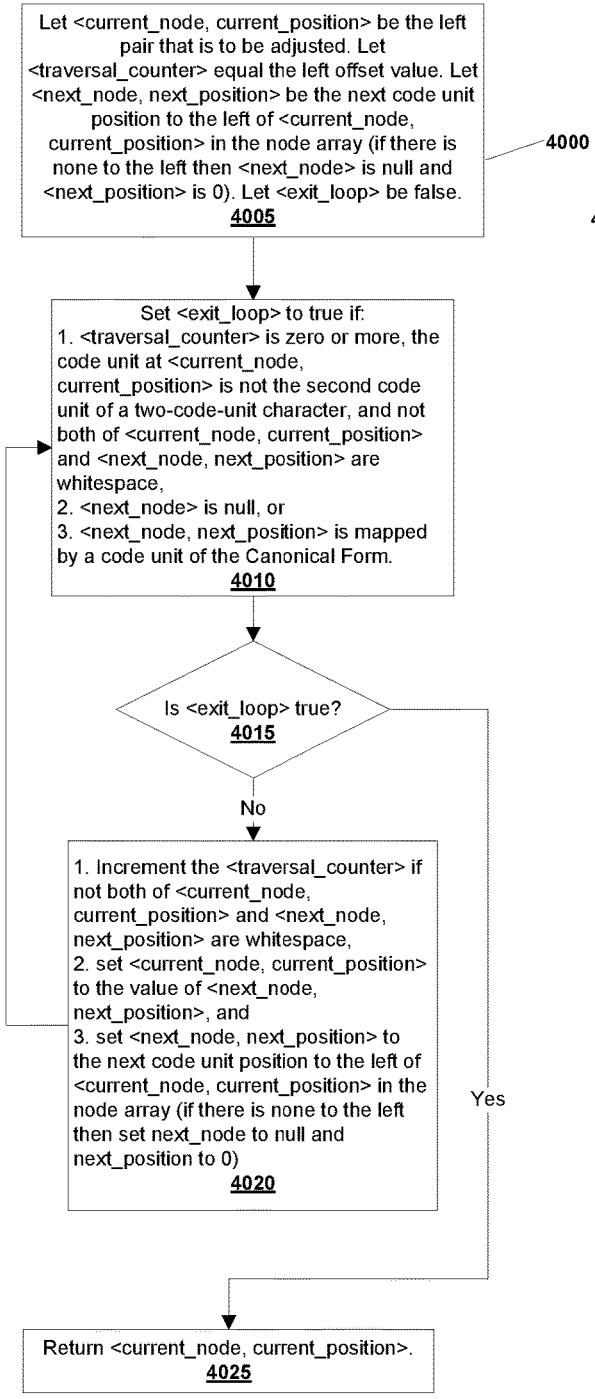 Let <current_node, current_position> be the left
pair that is to be adjusted. Let
<traversal_counter> equal the left offset value. Let
<next_node, next_position> be the next code unit
position to the left of <current_node,
current_position> in the node array (if there is
none to the left then <next_node> is null and
<next_position> is 0). Let <exit_loop> be false.
4005
4000
Set <exit_loop> to true if:
1. <traversal_counter> is zero or more, the
code unit at <current_node,
current_position> is not the second code
unit of a two-code-unit character, and not
both of <current_node, current_position>
and <next_node, next_position> are
whitespace,
2. <next_node> is null, or
3. <next_node, next_position> is mapped
by a code unit of the Canonical Form.
4010
Is <exit_loop> true?
4015
No
1. Increment the <traversal_counter> if
not both of <current_node,
current_position> and <next_node,
next_position> are whitespace,
2. set <current_node, current_position>
to the value of <next_node,
next_position>, and
3. set <next_node, next_position> to
the next code unit position to the left of
<current_node, current_position> in the
node array (if there is none to the left
then set next_node to null and
next_position to 0)
4020
Yes
Return <current_node, current_position>.
4025